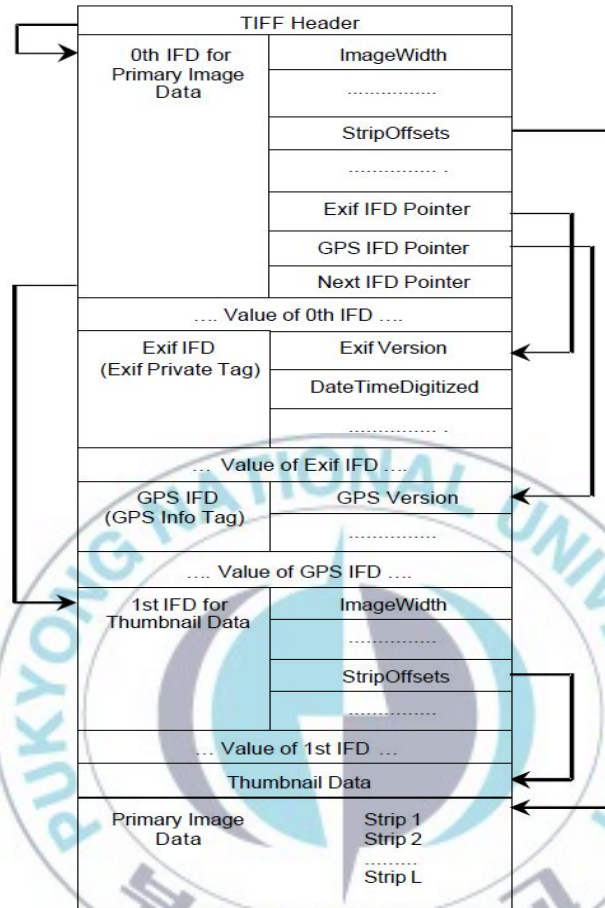 TIFF Header
0th IFD for
Primary Image
Data
ImageWidth
................
StripOffsets
............... .
Exif IFD Pointer
GPS IFD Pointer
Next IFD Pointer
.... Value of 0th IFD ....
Exif IFD
(Exif Private Tag)
Exif Version
DateTimeDigitized
............... .
... Value of Exif IFD ....
GPS IFD
(GPS Info Tag)
GPS Version
...............
.... Value of GPS IFD ....
1st IFD for
Thumbnail Data
ImageWidth
...............
StripOffsets
...............
... Value of 1st IFD ...
Thumbnail Data
Primary Image
Data
Strip 1
Strip 2
.........
Strip L
PUKYONG NATIONAL UNIV